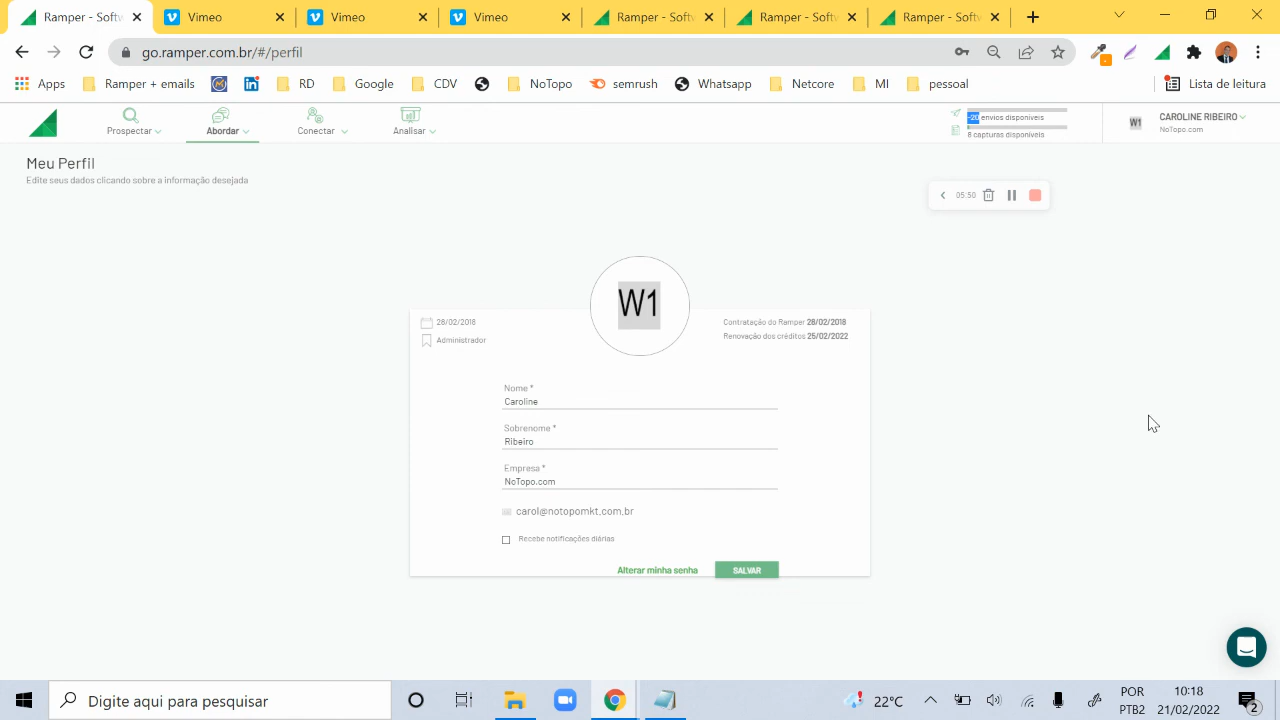 Ramper - Softw
Vimeo
Vimeo
Vimeo
Ramper - Softw
Ramper - Softw
Ramper - Softw
go.ramper.com.br/#/perfil
Apps
Ramper + emails
RD
Google
CDV
NoTopo
semrush
Whatsapp
Netcore
MI
pessoal
Lista de leitura
Prospectar
Abordar
Conectar
Analisar
-20 envios disponíveis
8 capturas disponíveis
W1
CAROLINE RIBEIRO
NoTopo.com
Meu Perfil
Edite seus dados clicando sobre a informação desejada
05:50
W1
28/02/2018
Administrador
Contratação do Ramper 28/02/2018
Renovação dos créditos 25/02/2022
Nome *
Caroline
Sobrenome *
Ribeiro
Empresa *
NoTopo.com
carol@notopomkt.com.br
Recebe notificações diárias
Alterar minha senha
SALVAR
Digite aqui para pesquisar
22°C
POR
PTB2
10:18
21/02/2022
2